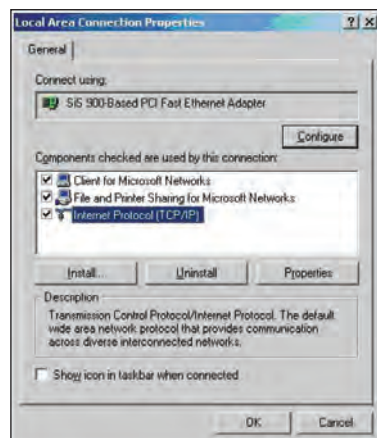 Local Area Connection Properties
General
Connect using:
SiS 900-Based PCI Fast Ethernet Adapter
Configure
Components checked are used by this connection:
Client for Microsoft Networks
File and Printer Sharing for Microsoft Networks
Internet Protocol (TCP/IP)
Install...
Uninstall
Properties
Description
Transmission Control Protocol/Internet Protocol. The default
wide area network protocol that provides communication
across diverse interconnected networks.
Show icon in taskbar when connected
OK
Cancel